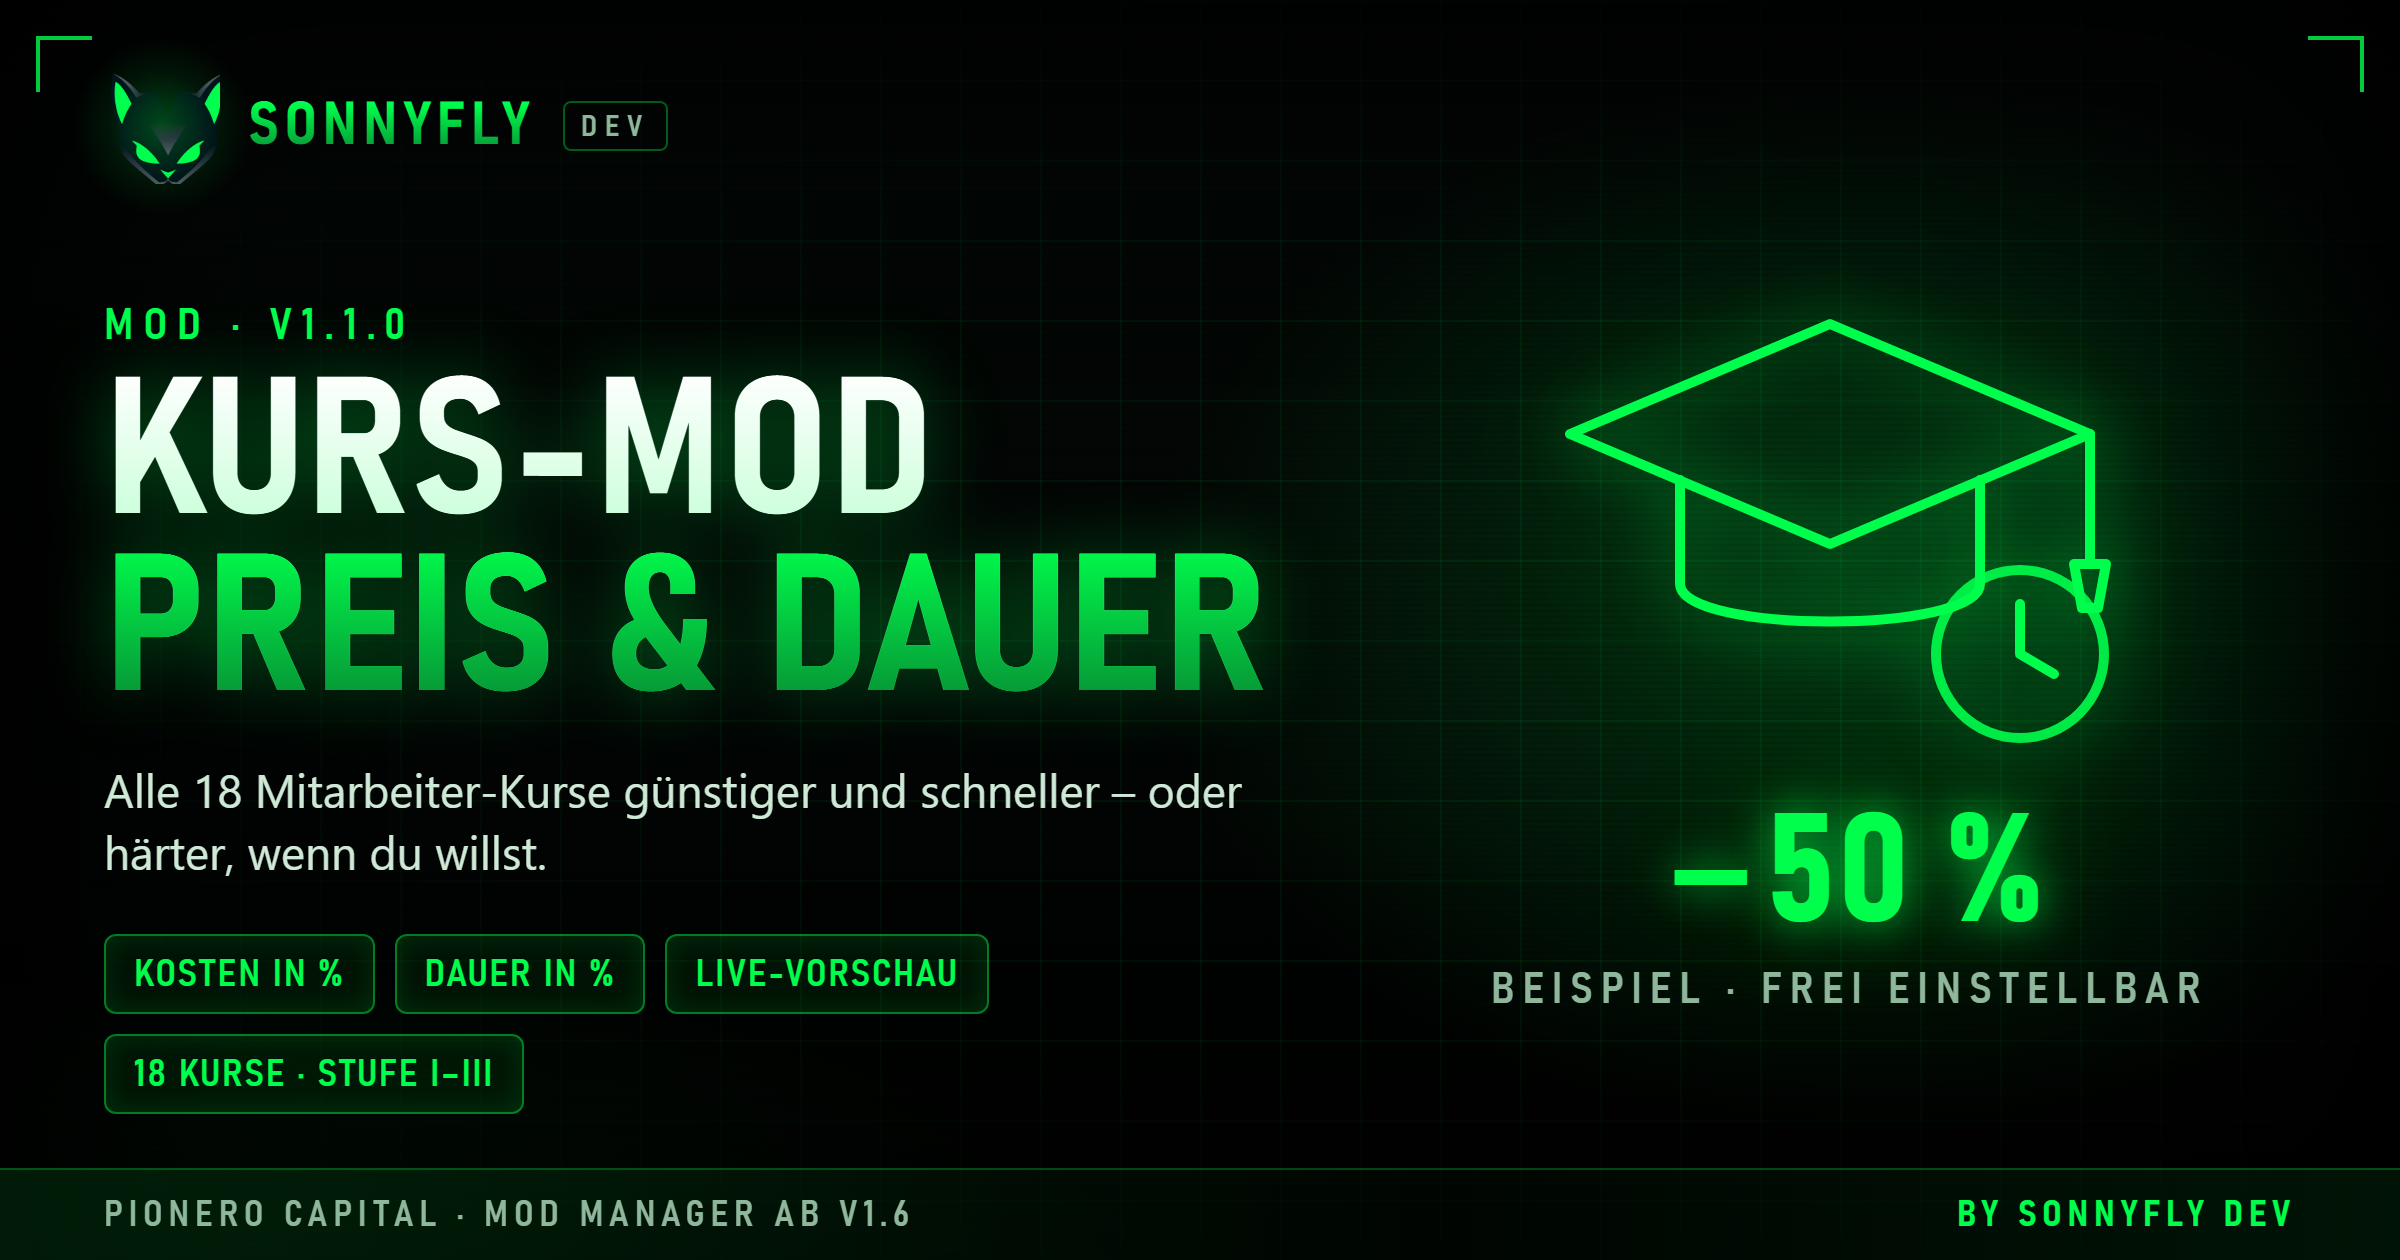 SONNYFLY DEV
MOD · V1.1.0
KURS-MOD
PREIS & DAUER
Alle 18 Mitarbeiter-Kurse günstiger und schneller – oder
härter, wenn du willst.
KOSTEN IN % DAUER IN % LIVE-VORSCHAU
18 KURSE · STUFE I-III
–50 %
BEISPIEL · FREI EINSTELLBAR
PIONERO CAPITAL · MOD MANAGER AB V1.6
BY SONNYFLY DEV